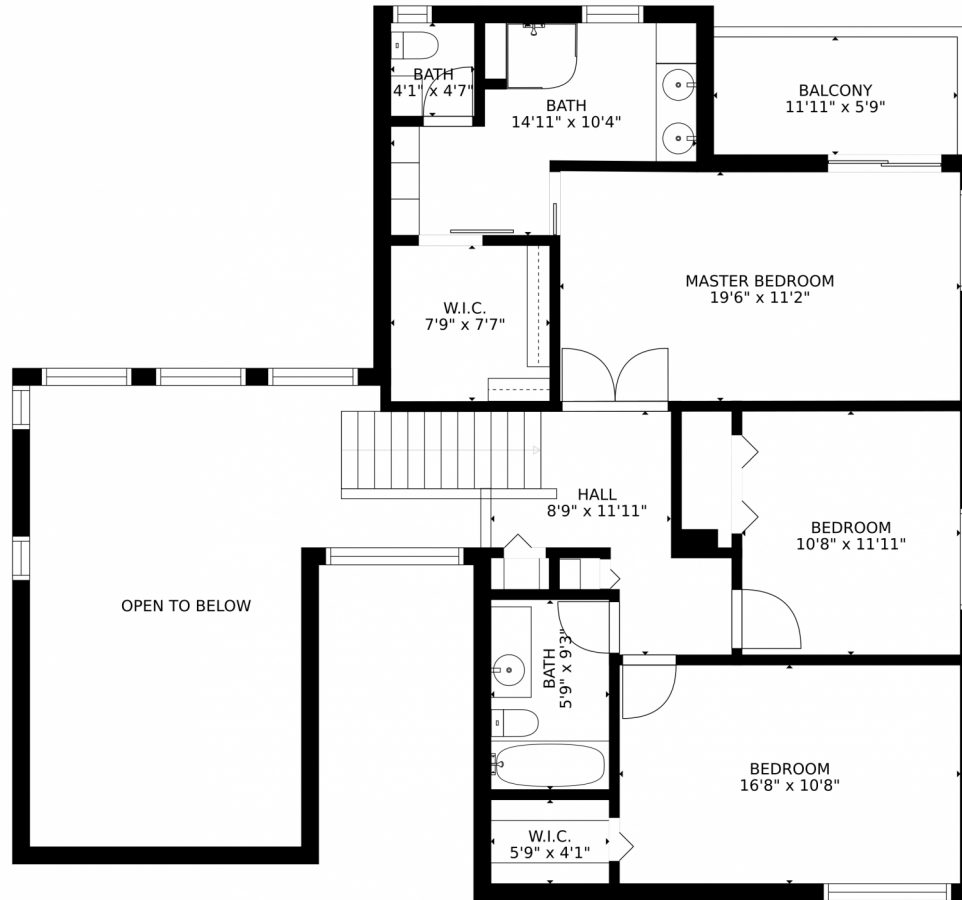 BATH
4'1" x 4'7"
BATH
14'11" x 10'4"
BALCONY
11'11" x 5'9"
MASTER BEDROOM
19'6" x 11'2"
W.I.C.
7'9" x 7'7"
HALL
8'9" x 11'11"
BEDROOM
10'8" x 11'11"
OPEN TO BELOW
BATH
5'9" x 9'3"
BEDROOM
16'8" x 10'8"
W.I.C.
5'9" x 4'1"